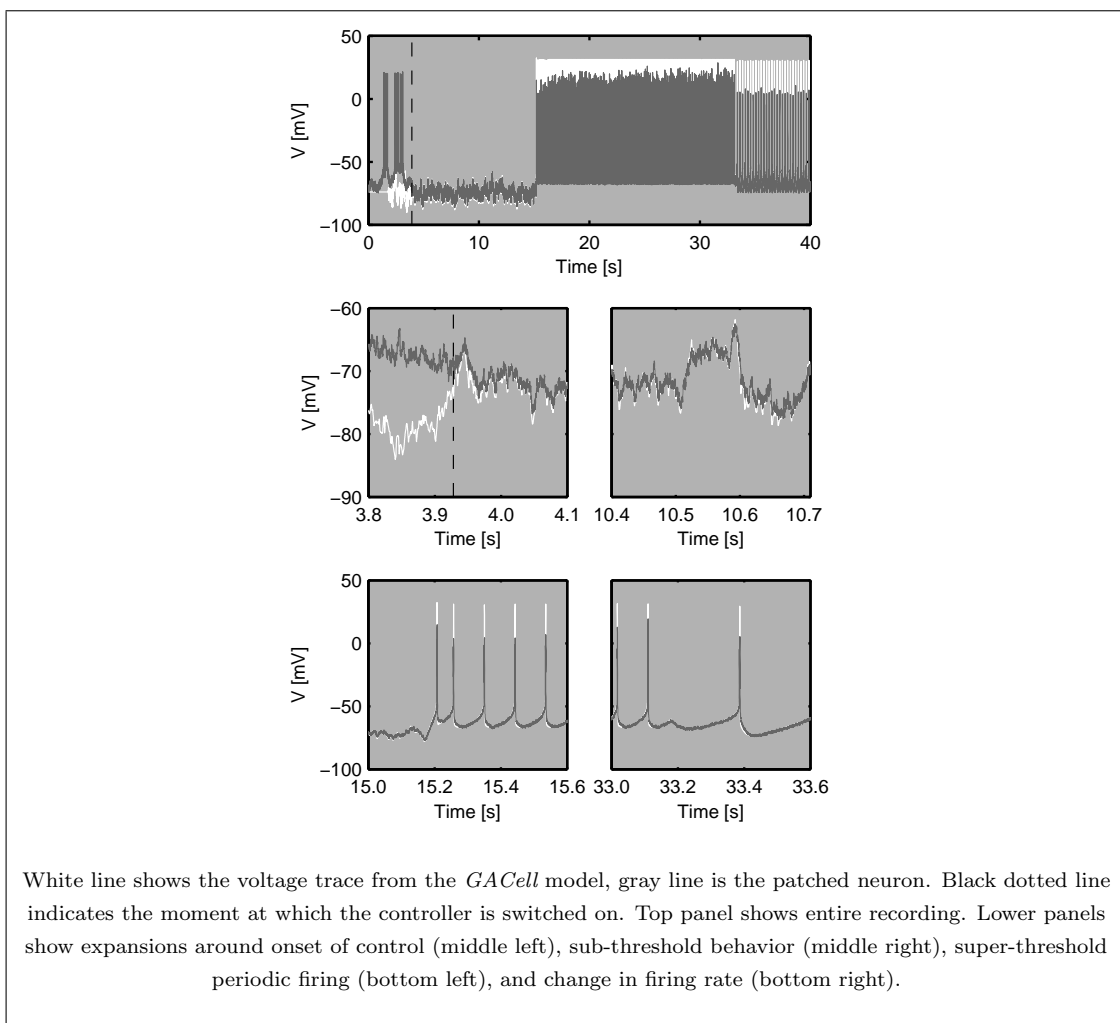 50
0
−50
−100
V [mV]
0
10
20
30
40
Time [s]
−60
−70
−80
−90
V [mV]
3.8
3.9
4.0
4.1
Time [s]
10.4
10.5
10.6
10.7
Time [s]
50
0
−50
−100
V [mV]
15.0
15.2
15.4
15.6
Time [s]
33.0
33.2
33.4
33.6
Time [s]
White line shows the voltage trace from the GACell model, gray line is the patched neuron. Black dotted line
indicates the moment at which the controller is switched on. Top panel shows entire recording. Lower panels
show expansions around onset of control (middle left), sub-threshold behavior (middle right), super-threshold
periodic firing (bottom left), and change in firing rate (bottom right).